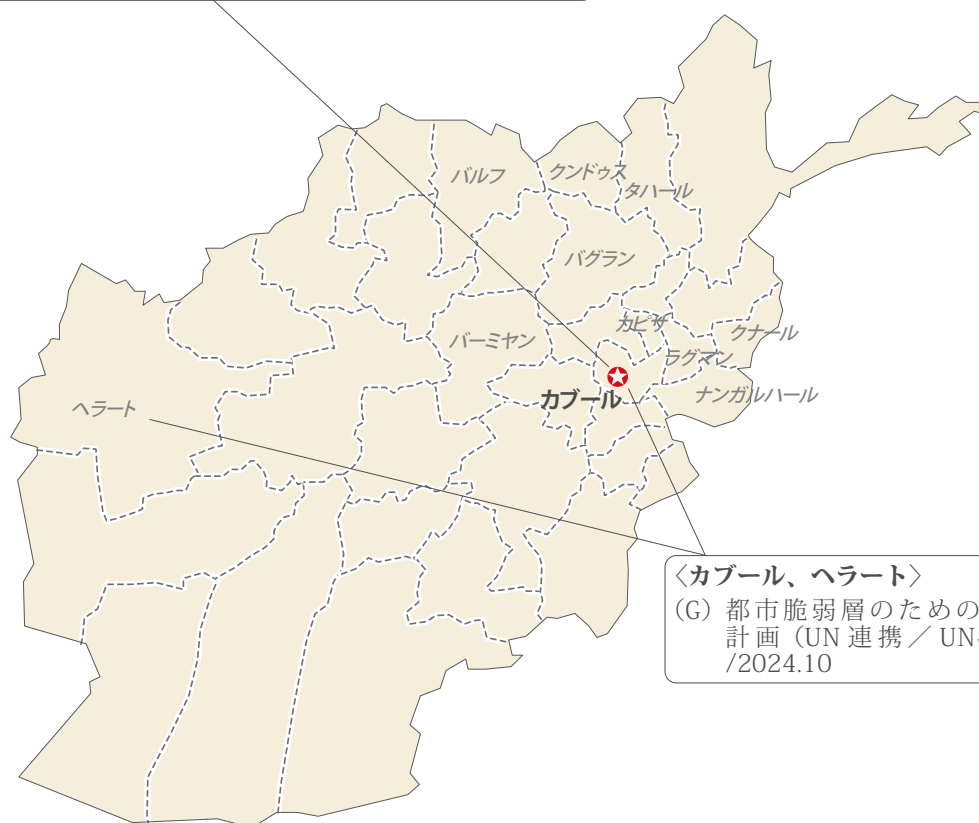 バルフ
クンドゥス
タハール
バグラン
カピサ
クナール
バーミヤン
ラグマン
ナンガルハール
カブール
ヘラート
〈カブール、ヘラート〉
(G) 都市脆弱層のための
計画（UN 連携／ UN-
/2024.10